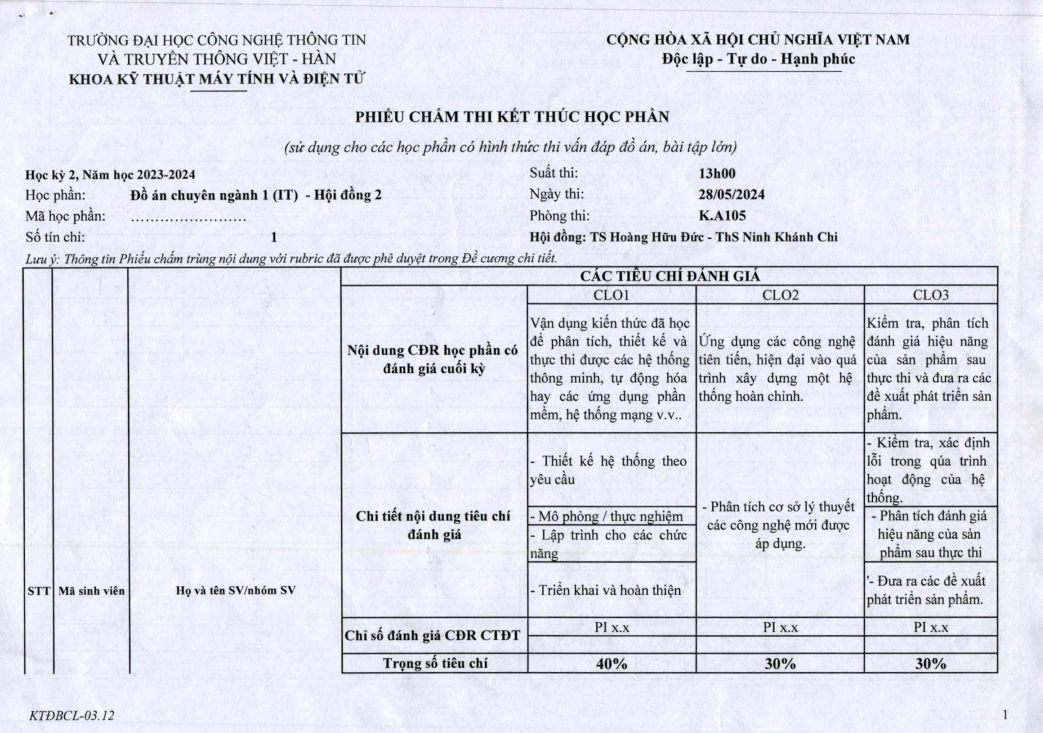 TRƯỜNG ĐẠI HỌC CÔNG NGHỆ THÔNG TIN
VÀ TRUYỀN THÔNG VIỆT - HÀN
KHOA KỸ THUẬT MÁY TÍNH VÀ ĐIỆN TỬ
CỘNG HÒA XÃ HỘI CHỦ NGHĨA VIỆT NAM
Độc lập - Tự do - Hạnh phúc
PHIẾU CHẤM THI KẾT THÚC HỌC PHẦN
(sử dụng cho các học phần có hình thức thi vấn đáp đồ án, bài tập lớn)
Học kỳ 2, Năm học 2023-2024
Học phần: Đồ án chuyên ngành 1 (IT) - Hội đồng 2
Mã học phần: ........................
Số tín chỉ: 1
Suất thi: 13h00
Ngày thi: 28/05/2024
Phòng thi: K.A105
Hội đồng: TS Hoàng Hữu Đức - ThS Ninh Khánh Chi
Lưu ý: Thông tin Phiếu chấm trùng nội dung với rubric đã được phê duyệt trong Đề cương chi tiết.
STT
Mã sinh viên
Họ và tên SV/nhóm SV
CÁC TIÊU CHÍ ĐÁNH GIÁ
CLO1
CLO2
CLO3
Nội dung CĐR học phần có
đánh giá cuối kỳ
Vận dụng kiến thức đã học
để phân tích, thiết kế và
thực thi được các hệ thống
thông minh, tự động hóa
hay các ứng dụng phần
mềm, hệ thống mạng v.v..
Ứng dụng các công nghệ
tiên tiến, hiện đại vào quá
trình xây dựng một hệ
thống hoàn chỉnh.
Kiểm tra, phân tích
đánh giá hiệu năng
của sản phẩm sau
thực thi và đưa ra các
đề xuất phát triển sản
phẩm.
Chi tiết nội dung tiêu chí
đánh giá
- Thiết kế hệ thống theo
yêu cầu
- Mô phỏng / thực nghiệm
- Lập trình cho các chức
năng
- Triển khai và hoàn thiện
- Phân tích cơ sở lý thuyết
các công nghệ mới được
áp dụng.
- Kiểm tra, xác định
lỗi trong qúa trình
hoạt động của hệ
thống.
- Phân tích đánh giá
hiệu năng của sản
phẩm sau thực thi
'- Đưa ra các đề xuất
phát triển sản phẩm.
Chỉ số đánh giá CĐR CTĐT
PI x.x
PI x.x
PI x.x
Trọng số tiêu chí
40%
30%
30%
KTĐBCL-03.12
1